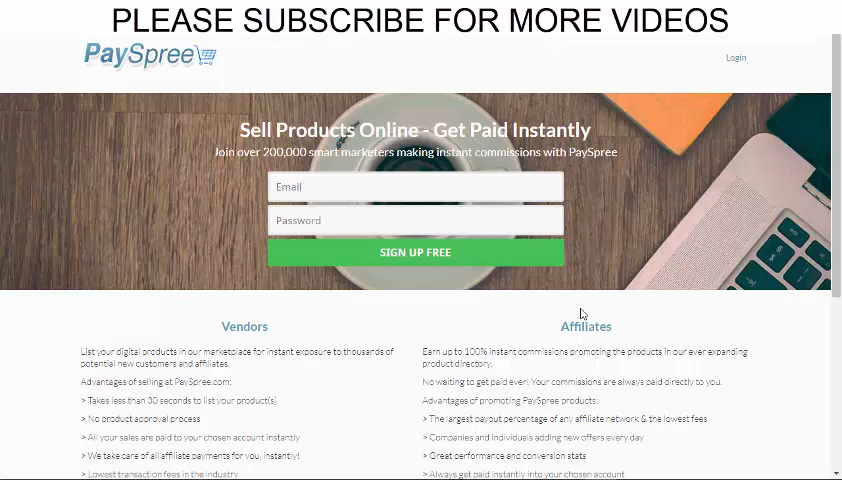 PLEASE SUBSCRIBE FOR MORE VIDEOS
PaySpree
Login
Sell Products Online - Get Paid Instantly
Join over 200,000 smart marketers making instant commissions with PaySpree
Email
Password
SIGN UP FREE
Vendors
List your digital products in our marketplace for instant exposure to thousands of
potential new customers and affiliates.
Advantages of selling at PaySpree.com:
> Takes less than 30 seconds to list your product(s)
> No product approval process
> All your sales are paid to your chosen account instantly
> We take care of all affiliate payments for you, instantly!
> Lowest transaction fees in the industry
Affiliates
Earn up to 100% instant commissions promoting the products in our ever expanding
product directory.
No waiting to get paid ever! Your commissions are always paid directly to you.
Advantages of promoting PaySpree products:
> The largest payout percentage of any affiliate network & the lowest fees
> Companies and individuals adding new offers every day
> Great performance and conversion stats
> Always get paid instantly into your chosen account